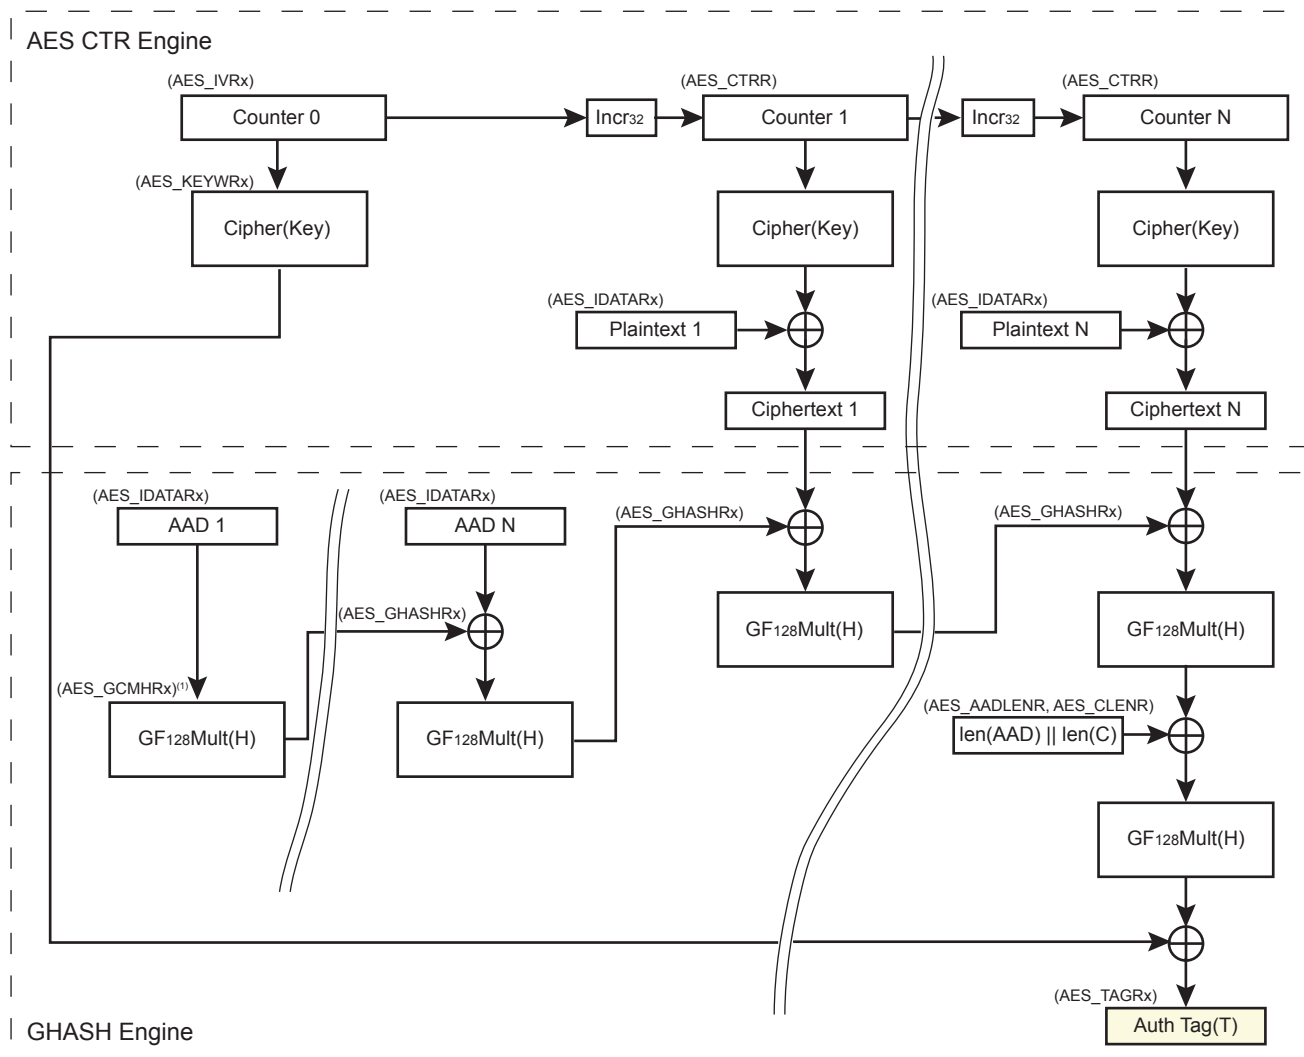 AES CTR Engine
(AES_IVRx)
(AES_CTRR)
(AES_CTRR)
Counter 0
Incr32
Counter 1
Incr32
Counter N
(AES_KEYWRx)
Cipher(Key)
Cipher(Key)
Cipher(Key)
(AES_IDATARx)
(AES_IDATARx)
Plaintext 1
Plaintext N
Ciphertext 1
Ciphertext N
(AES_IDATARx)
(AES_IDATARx)
(AES_GHASHRx)
(AES_GHASHRx)
AAD 1
AAD N
(AES_GHASHRx)
GF128Mult(H)
GF128Mult(H)
(AES_GCMHRx)(1)
(AES_AADLENR, AES_CLENR)
GF128Mult(H)
GF128Mult(H)
len(AAD) || len(C)
GF128Mult(H)
(AES_TAGRx)
Auth Tag(T)
GHASH Engine